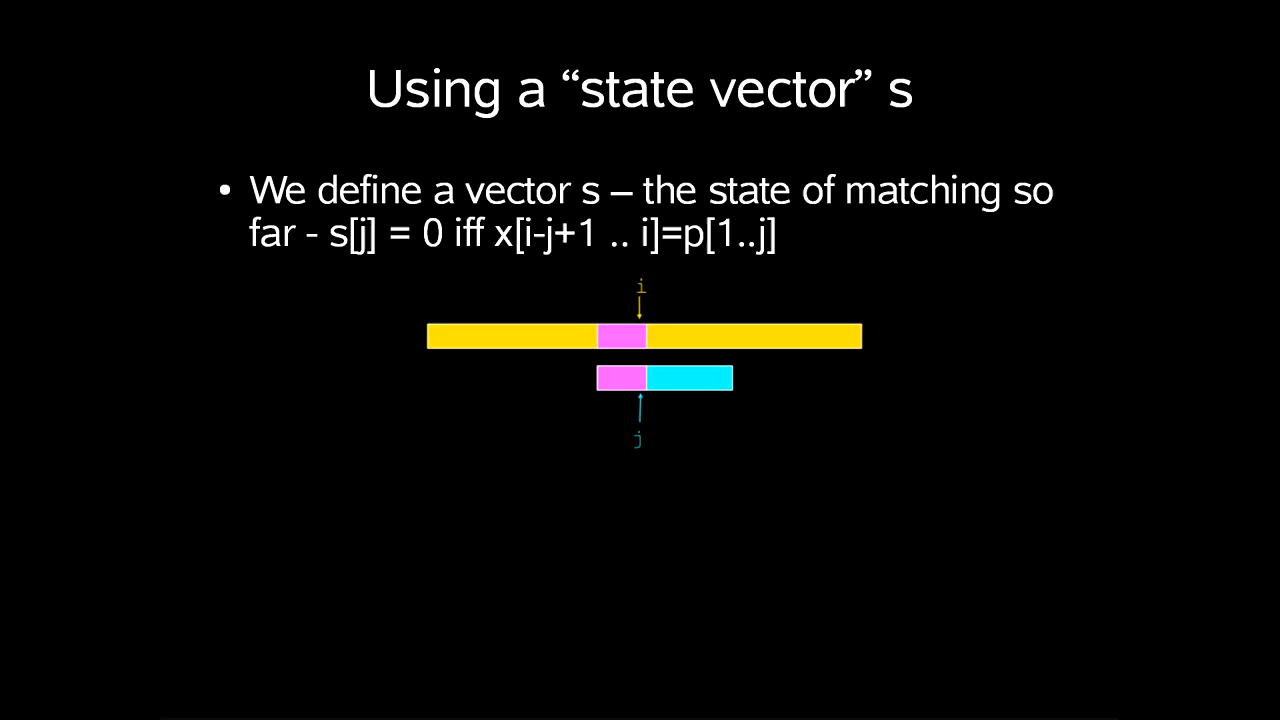 Using a “state vector” s
• We define a vector s – the state of matching so
far - s[j] = 0 iff x[i-j+1 .. i]=p[1..j]
i
j